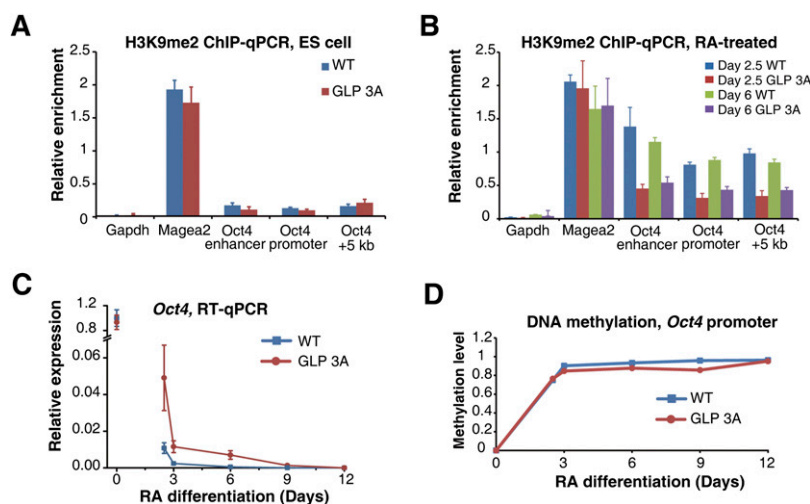 A
H3K9me2 ChIP-qPCR, ES cell
Relative enrichment
2.5
2
1.5
1
0.5
0
WT
GLP 3A
Gapdh Magea2 Oct4 Oct4 Oct4
enhancer promoter +5 kb
B
H3K9me2 ChIP-qPCR, RA-treated
Relative enrichment
2.5
2
1.5
1
0.5
0
Day 2.5 WT
Day 2.5 GLP 3A
Day 6 WT
Day 6 GLP 3A
Gapdh Magea2 Oct4 Oct4 Oct4
enhancer promoter +5 kb
C
Oct4, RT-qPCR
Relative expression
1.2
0.8
0.06
0.04
0.02
0.00
WT
GLP 3A
0 3 6 9 12
RA differentiation (Days)
D
DNA methylation, Oct4 promoter
Methylation level
1.2
1
0.8
0.6
0.4
0.2
0
WT
GLP 3A
0 3 6 9 12
RA differentiation (Days)